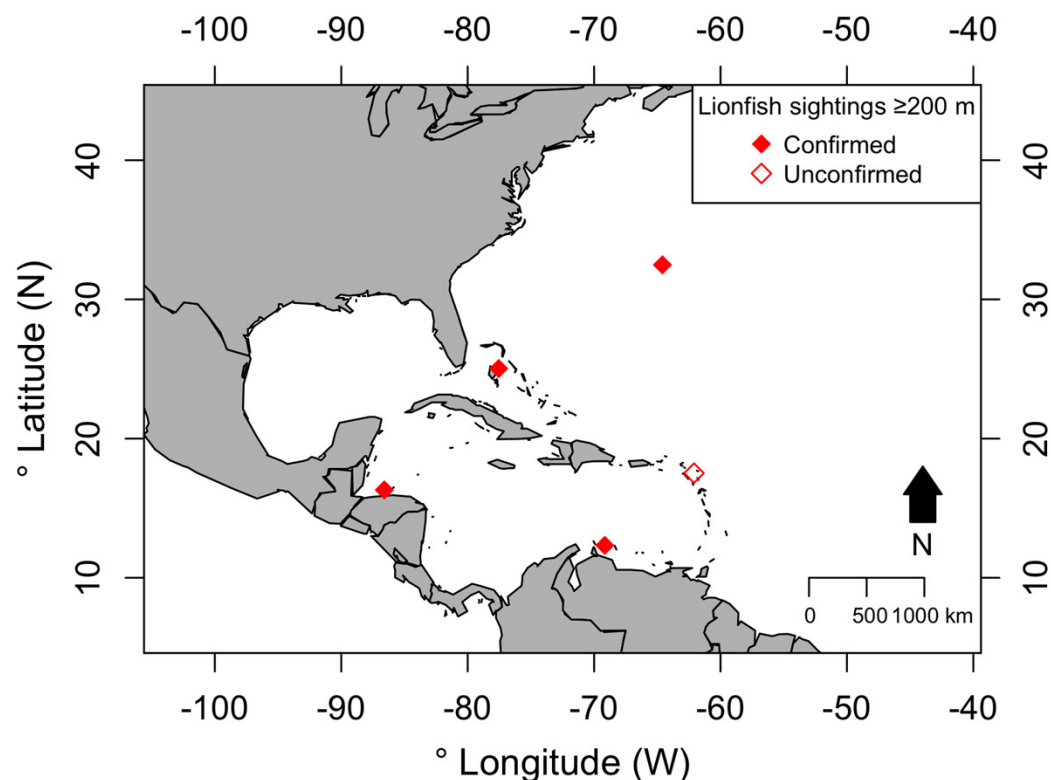 -100 -90 -80 -70 -60 -50 -40
Lionfish sightings ≥200 m
Confirmed
Unconfirmed
40
30
20
10
° Latitude (N)
40
30
20
10
N
0 500 1000 km
-100 -90 -80 -70 -60 -50 -40
° Longitude (W)